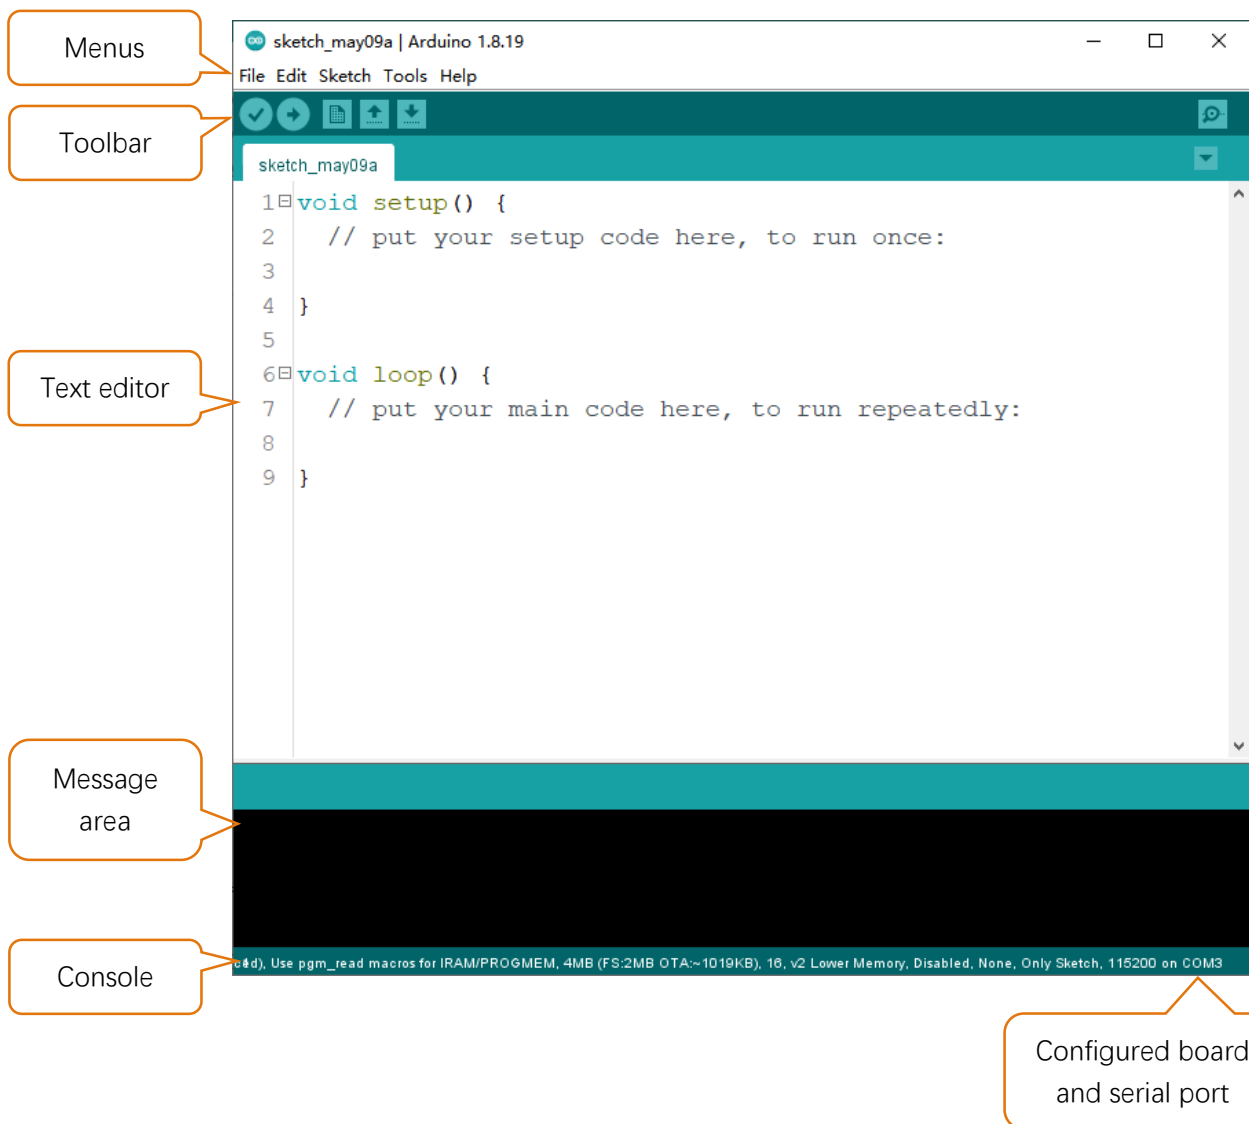 Menus
sketch_may09a | Arduino 1.8.19
File Edit Sketch Tools Help
Toolbar
sketch_may09a
1 void setup() {
2 // put your setup code here, to run once:
3
4 }
5
6 void loop() {
Text editor
7 // put your main code here, to run repeatedly:
8
9 }
Message
area
Console
Use pgm_read macros for IRAM/PROGMEM, 4MB (FS:2MB OTA:~1019KB), 16, v2 Lower Memory, Disabled, None, Only Sketch, 115200 on COM3
Configured board
and serial port